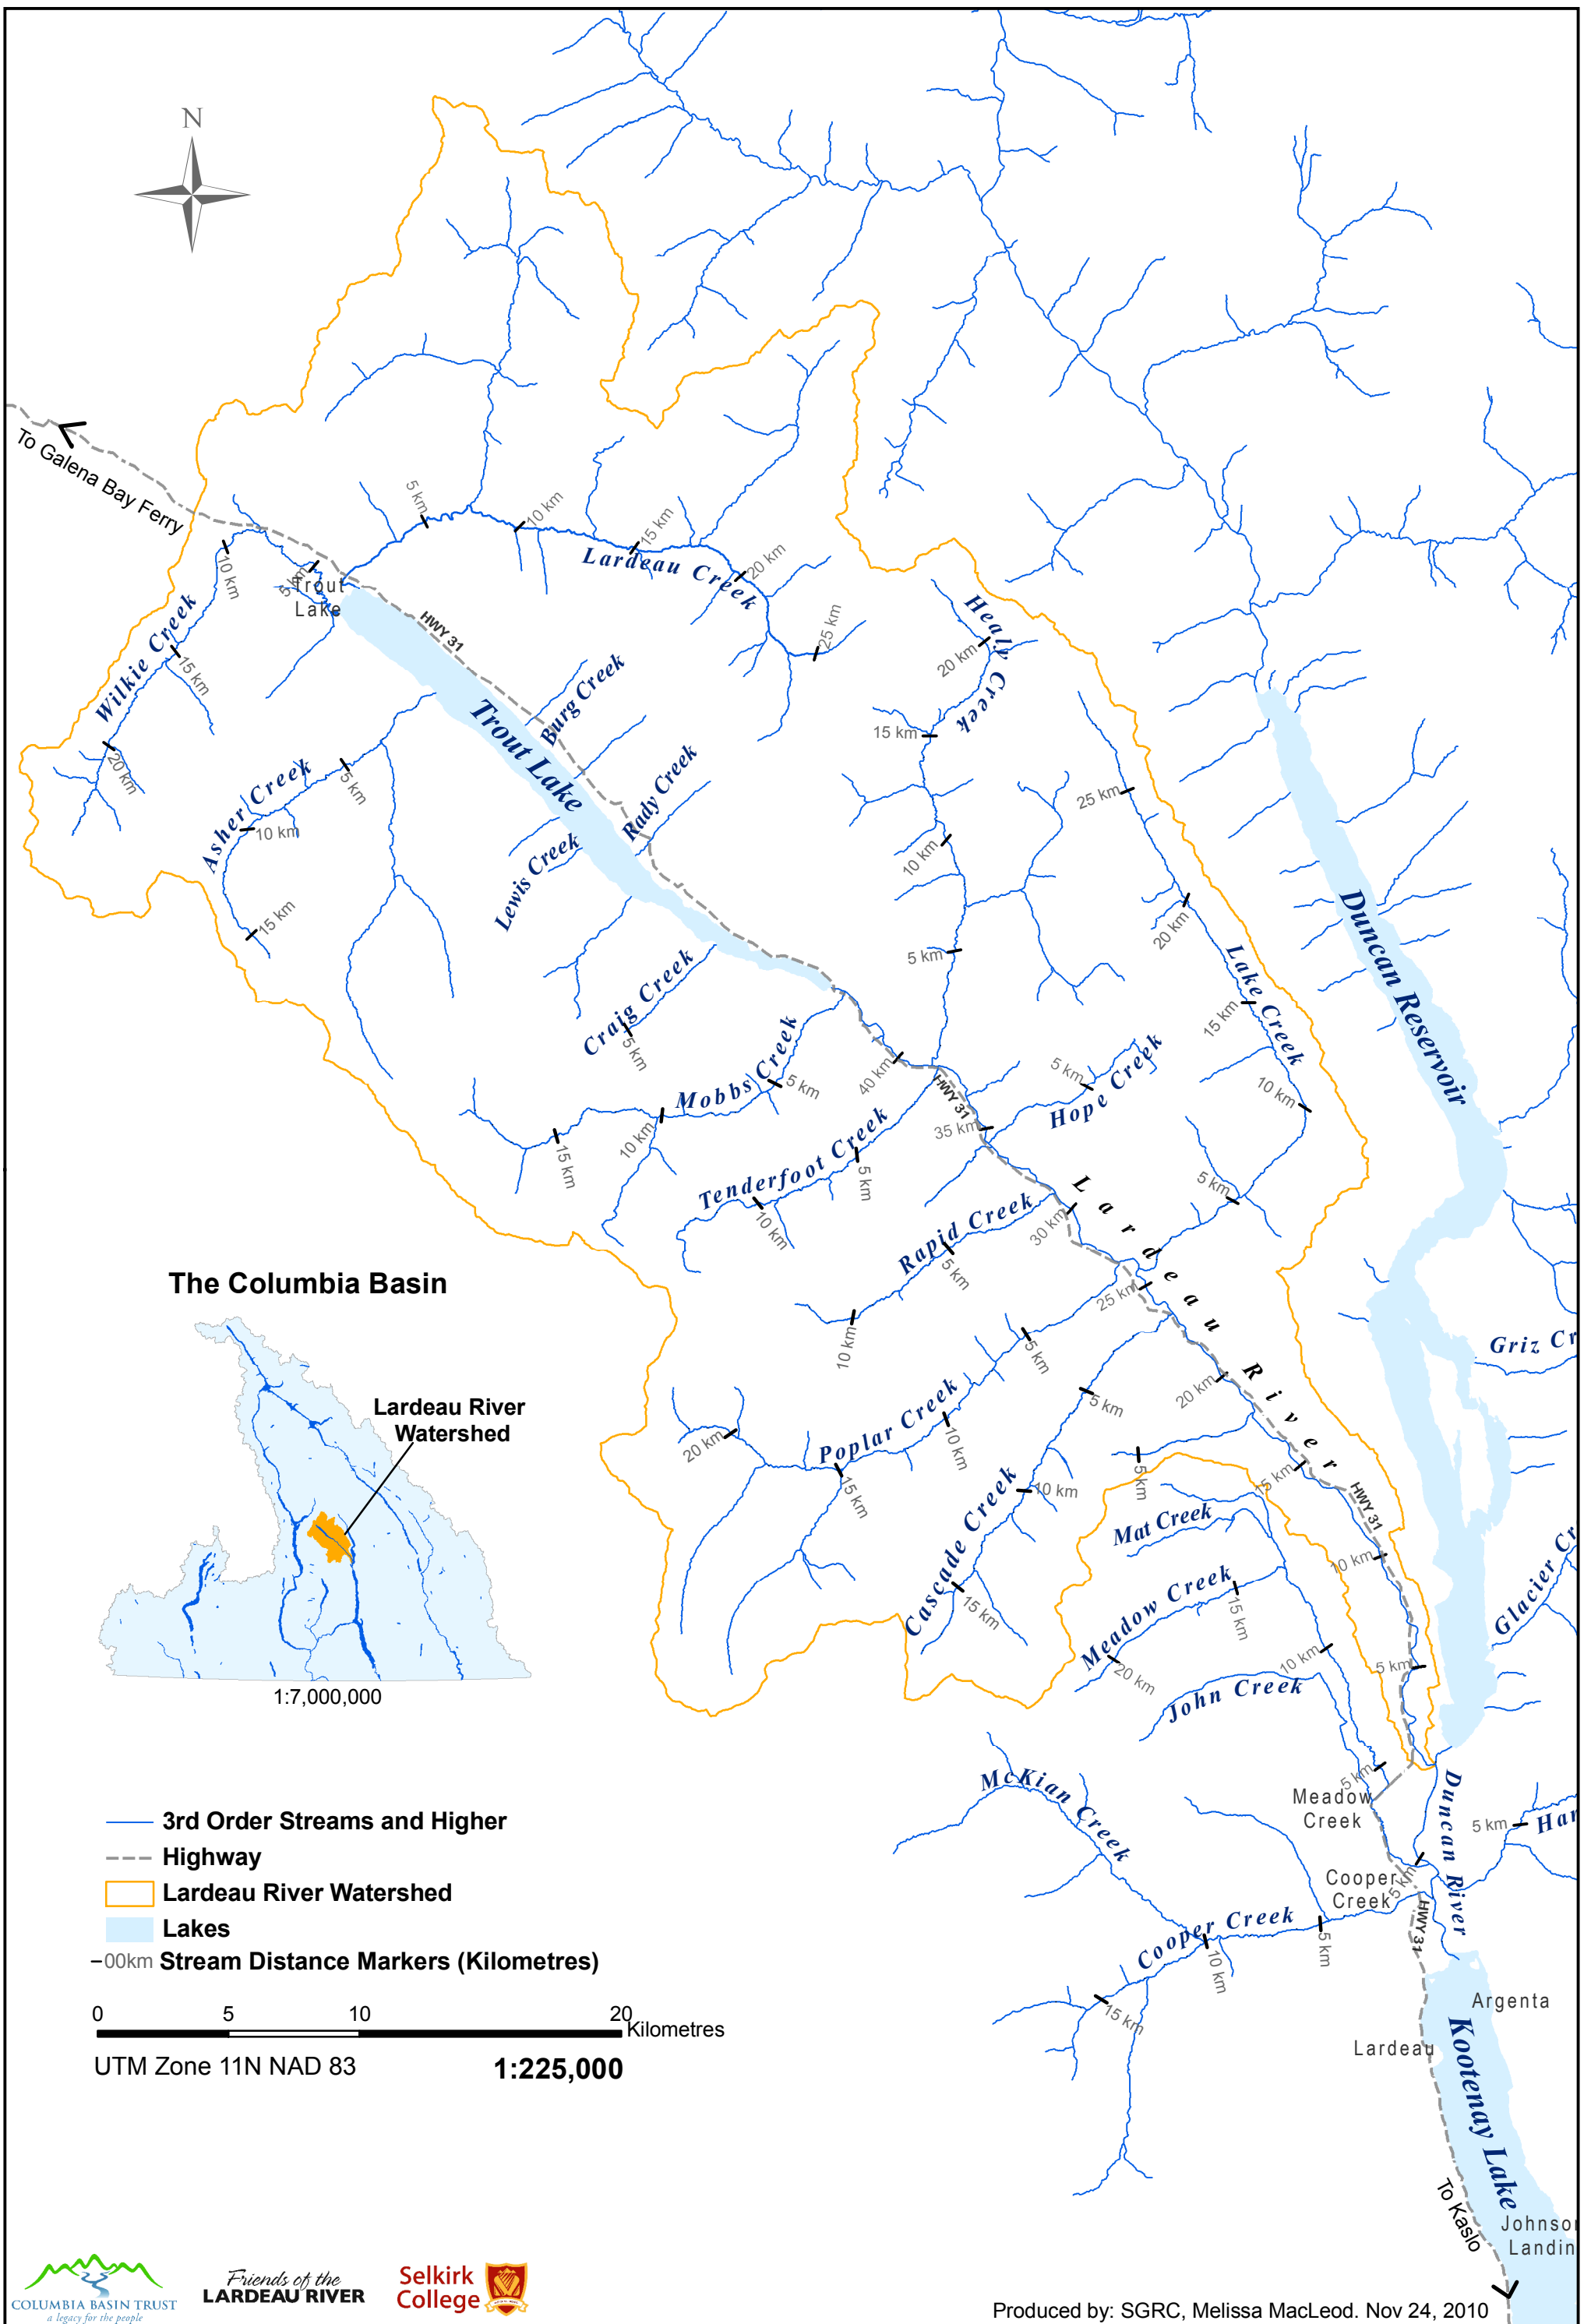 N
To Galena Bay Ferry
5 km
10 km
15 km
20 km
25 km
Lardeau Creek
10 km
5 km
Trout
Lake
HWY 31
Wilkie Creek
15 km
20 km
Healy Creek
20 km
15 km
10 km
5 km
Burg Creek
Trout Lake
Rady Creek
Lewis Creek
Asher Creek
5 km
10 km
15 km
25 km
20 km
Lake Creek
15 km
10 km
5 km
Duncan Reservoir
Craig Creek
5 km
Mobbs Creek
5 km
10 km
15 km
40 km
HWY 31
35 km
5 km
Hope Creek
Tenderfoot Creek
5 km
10 km
Lardeau River
30 km
25 km
20 km
15 km
10 km
5 km
Rapid Creek
5 km
10 km
The Columbia Basin
Lardeau River
Watershed
1:7,000,000
Poplar Creek
5 km
10 km
15 km
20 km
Cascade Creek
5 km
10 km
15 km
5 km
HWY 31
Griz Cr
Glacier Cr
Mat Creek
Meadow Creek
15 km
20 km
10 km
5 km
John Creek
McKian Creek
Meadow
Creek
Duncan River
5 km
Har
Cooper
Creek
5 km
HWY 31
Cooper Creek
5 km
10 km
15 km
Argenta
Lardeau
Kootenay Lake
To Kaslo
Johnso
Landin
3rd Order Streams and Higher
Highway
Lardeau River Watershed
Lakes
00km Stream Distance Markers (Kilometres)
0 5 10 20
Kilometres
UTM Zone 11N NAD 83 1:225,000
COLUMBIA BASIN TRUST
a legacy for the people
Friends of the
LARDEAU RIVER
Selkirk
College
Produced by: SGRC, Melissa MacLeod. Nov 24, 2010